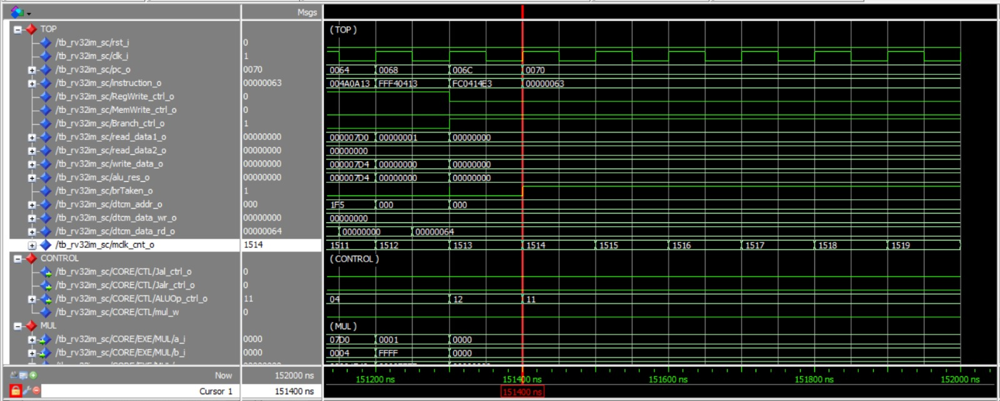 Msgs
TOP (TOP)
/tb_rv32im_sc/rst_i 0
/tb_rv32im_sc/clk_i 1
/tb_rv32im_sc/pc_o 0070 0064 0068 006C 0070
/tb_rv32im_sc/instruction_o 00000063 004A0A13 FFF40413 FC0414E3 00000063
/tb_rv32im_sc/RegWrite_ctrl_o 0
/tb_rv32im_sc/MemWrite_ctrl_o 0
/tb_rv32im_sc/Branch_ctrl_o 1
/tb_rv32im_sc/read_data1_o 00000000 000007D0 00000001 00000000
/tb_rv32im_sc/read_data2_o 00000000 00000000
/tb_rv32im_sc/write_data_o 00000000 000007D4 00000000 00000000
/tb_rv32im_sc/alu_res_o 00000000 000007D4 00000000 00000000
/tb_rv32im_sc/brTaken_o 1
/tb_rv32im_sc/dtcm_addr_o 000 1F5 000 000
/tb_rv32im_sc/dtcm_data_wr_o 00000000 00000000
/tb_rv32im_sc/dtcm_data_rd_o 00000064 00000000 00000064
/tb_rv32im_sc/mclk_cnt_o 1514 1511 1512 1513 1514 1515 1516 1517 1518 1519
CONTROL (CONTROL)
/tb_rv32im_sc/CORE/CTL/Jal_ctrl_o 0
/tb_rv32im_sc/CORE/CTL/Jalr_ctrl_o 0
/tb_rv32im_sc/CORE/CTL/ALUOp_ctrl_o 11 04 12 11
/tb_rv32im_sc/CORE/CTL/mul_w 0
MUL (MUL)
/tb_rv32im_sc/CORE/EXE/MUL/a_i 0000 07D0 0001 0000
/tb_rv32im_sc/CORE/EXE/MUL/b_i 0000 0004 FFFF 0000
Now 152000 ns 151200 ns 151400 ns 151600 ns 151800 ns 152000 ns
Cursor 1 151400 ns 151400 ns